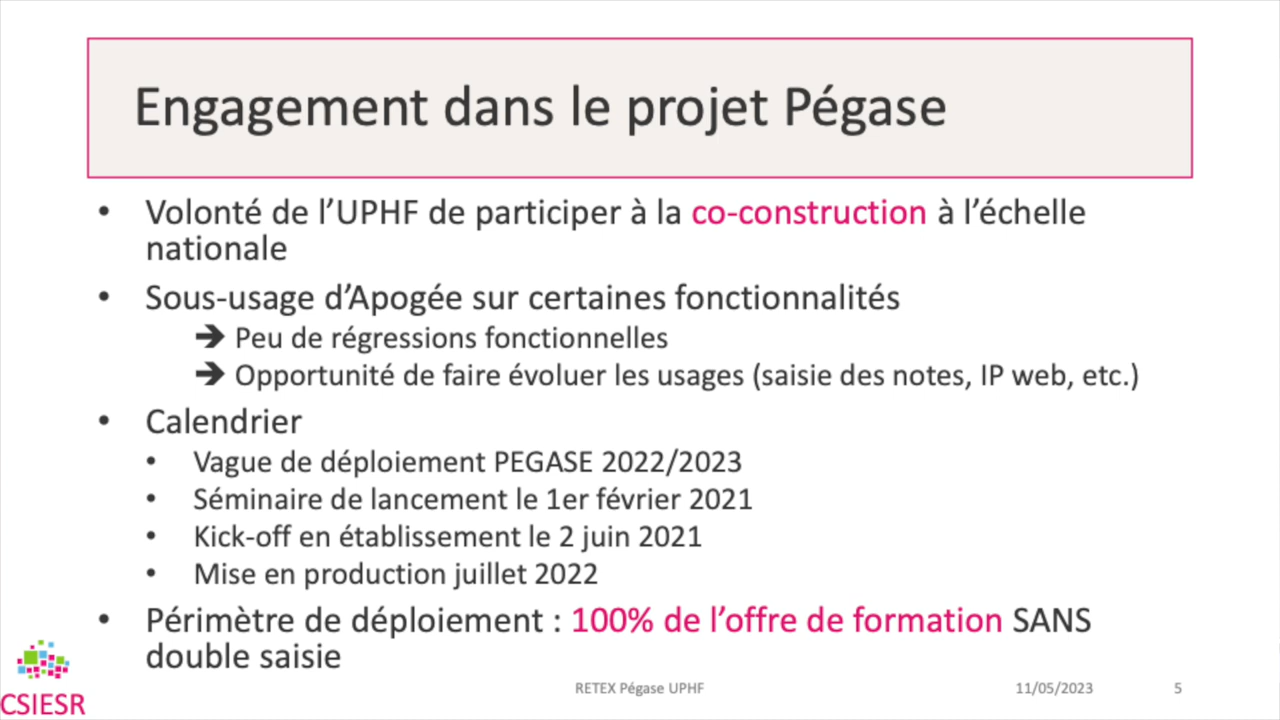 Engagement dans le projet Pégase
• Volonté de l’UPHF de participer à la co-construction à l’échelle
nationale
• Sous-usage d’Apogée sur certaines fonctionnalités
➔ Peu de régressions fonctionnelles
➔ Opportunité de faire évoluer les usages (saisie des notes, IP web, etc.)
• Calendrier
• Vague de déploiement PEGASE 2022/2023
• Séminaire de lancement le 1er février 2021
• Kick-off en établissement le 2 juin 2021
• Mise en production juillet 2022
• Périmètre de déploiement : 100% de l’offre de formation SANS
double saisie
CSIESR
RETEX Pégase UPHF
11/05/2023
5